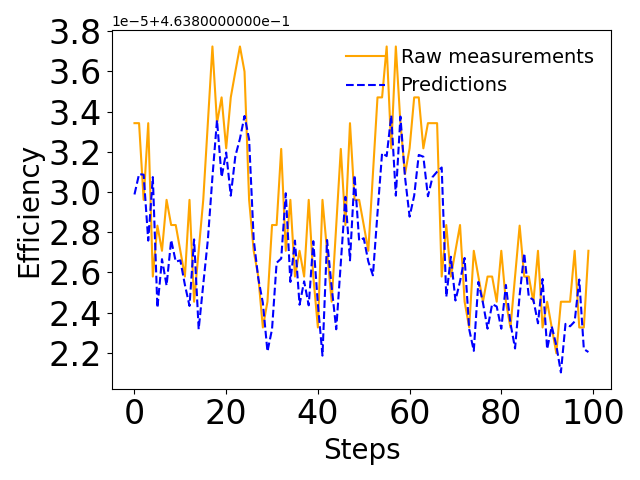 1e-5+4.6380000000e-1
3.8
3.6
3.4
3.2
3.0
2.8
2.6
2.4
2.2
Efficiency
Raw measurements
Predictions
0 20 40 60 80 100
Steps